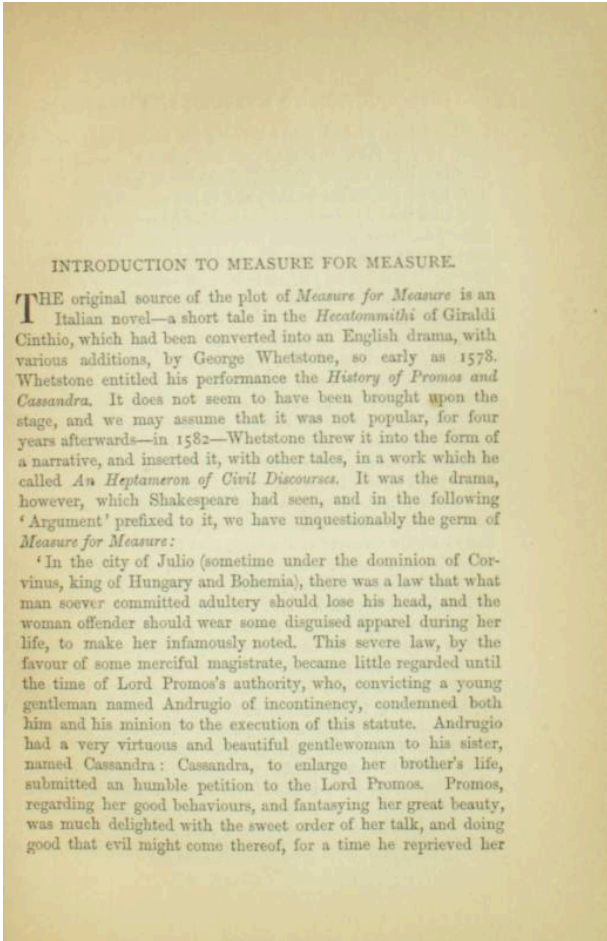 INTRODUCTION TO MEASURE FOR MEASURE.
THE original source of the plot of Measure for Measure is an
Italian novel—a short tale in the Hecatommithi of Giraldi
Cinthio, which had been converted into an English drama, with
various additions, by George Whetstone, so early as 1578.
Whetstone entitled his performance the History of Promos and
Cassandra. It does not seem to have been brought upon the
stage, and we may assume that it was not popular, for four
years afterwards—in 1582—Whetstone threw it into the form of
a narrative, and inserted it, with other tales, in a work which he
called An Heptameron of Civil Discourses. It was the drama,
however, which Shakespeare had seen, and in the following
‘Argument’ prefixed to it, we have unquestionably the germ of
Measure for Measure:
‘In the city of Julio (sometime under the dominion of Cor-
vinus, king of Hungary and Bohemia), there was a law that what
man soever committed adultery should lose his head, and the
woman offender should wear some disguised apparel during her
life, to make her infamously noted. This severe law, by the
favour of some merciful magistrate, became little regarded until
the time of Lord Promos's authority, who, convicting a young
gentleman named Andrugio of incontinency, condemned both
him and his minion to the execution of this statute. Andrugio
had a very virtuous and beautiful gentlewoman to his sister,
named Cassandra: Cassandra, to enlarge her brother's life,
submitted an humble petition to the Lord Promos. Promos,
regarding her good behaviours, and fantasying her great beauty,
was much delighted with the sweet order of her talk, and doing
good that evil might come thereof, for a time he reprieved her